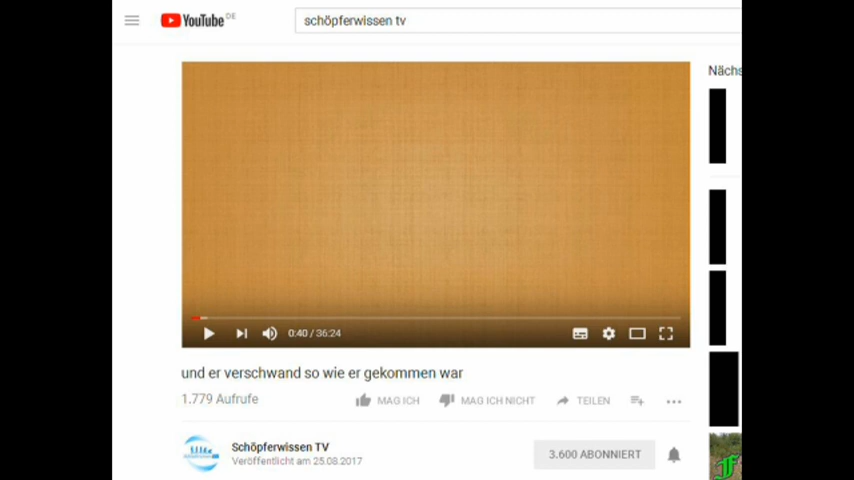 YouTube DE
schöpferwissen tv
Nächs
0:40 / 36:24
und er verschwand so wie er gekommen war
1.779 Aufrufe
MAG ICH
MAG ICH NICHT
TEILEN
Schöpferwissen TV
Veröffentlicht am 25.08.2017
3.600 ABONNIERT
F